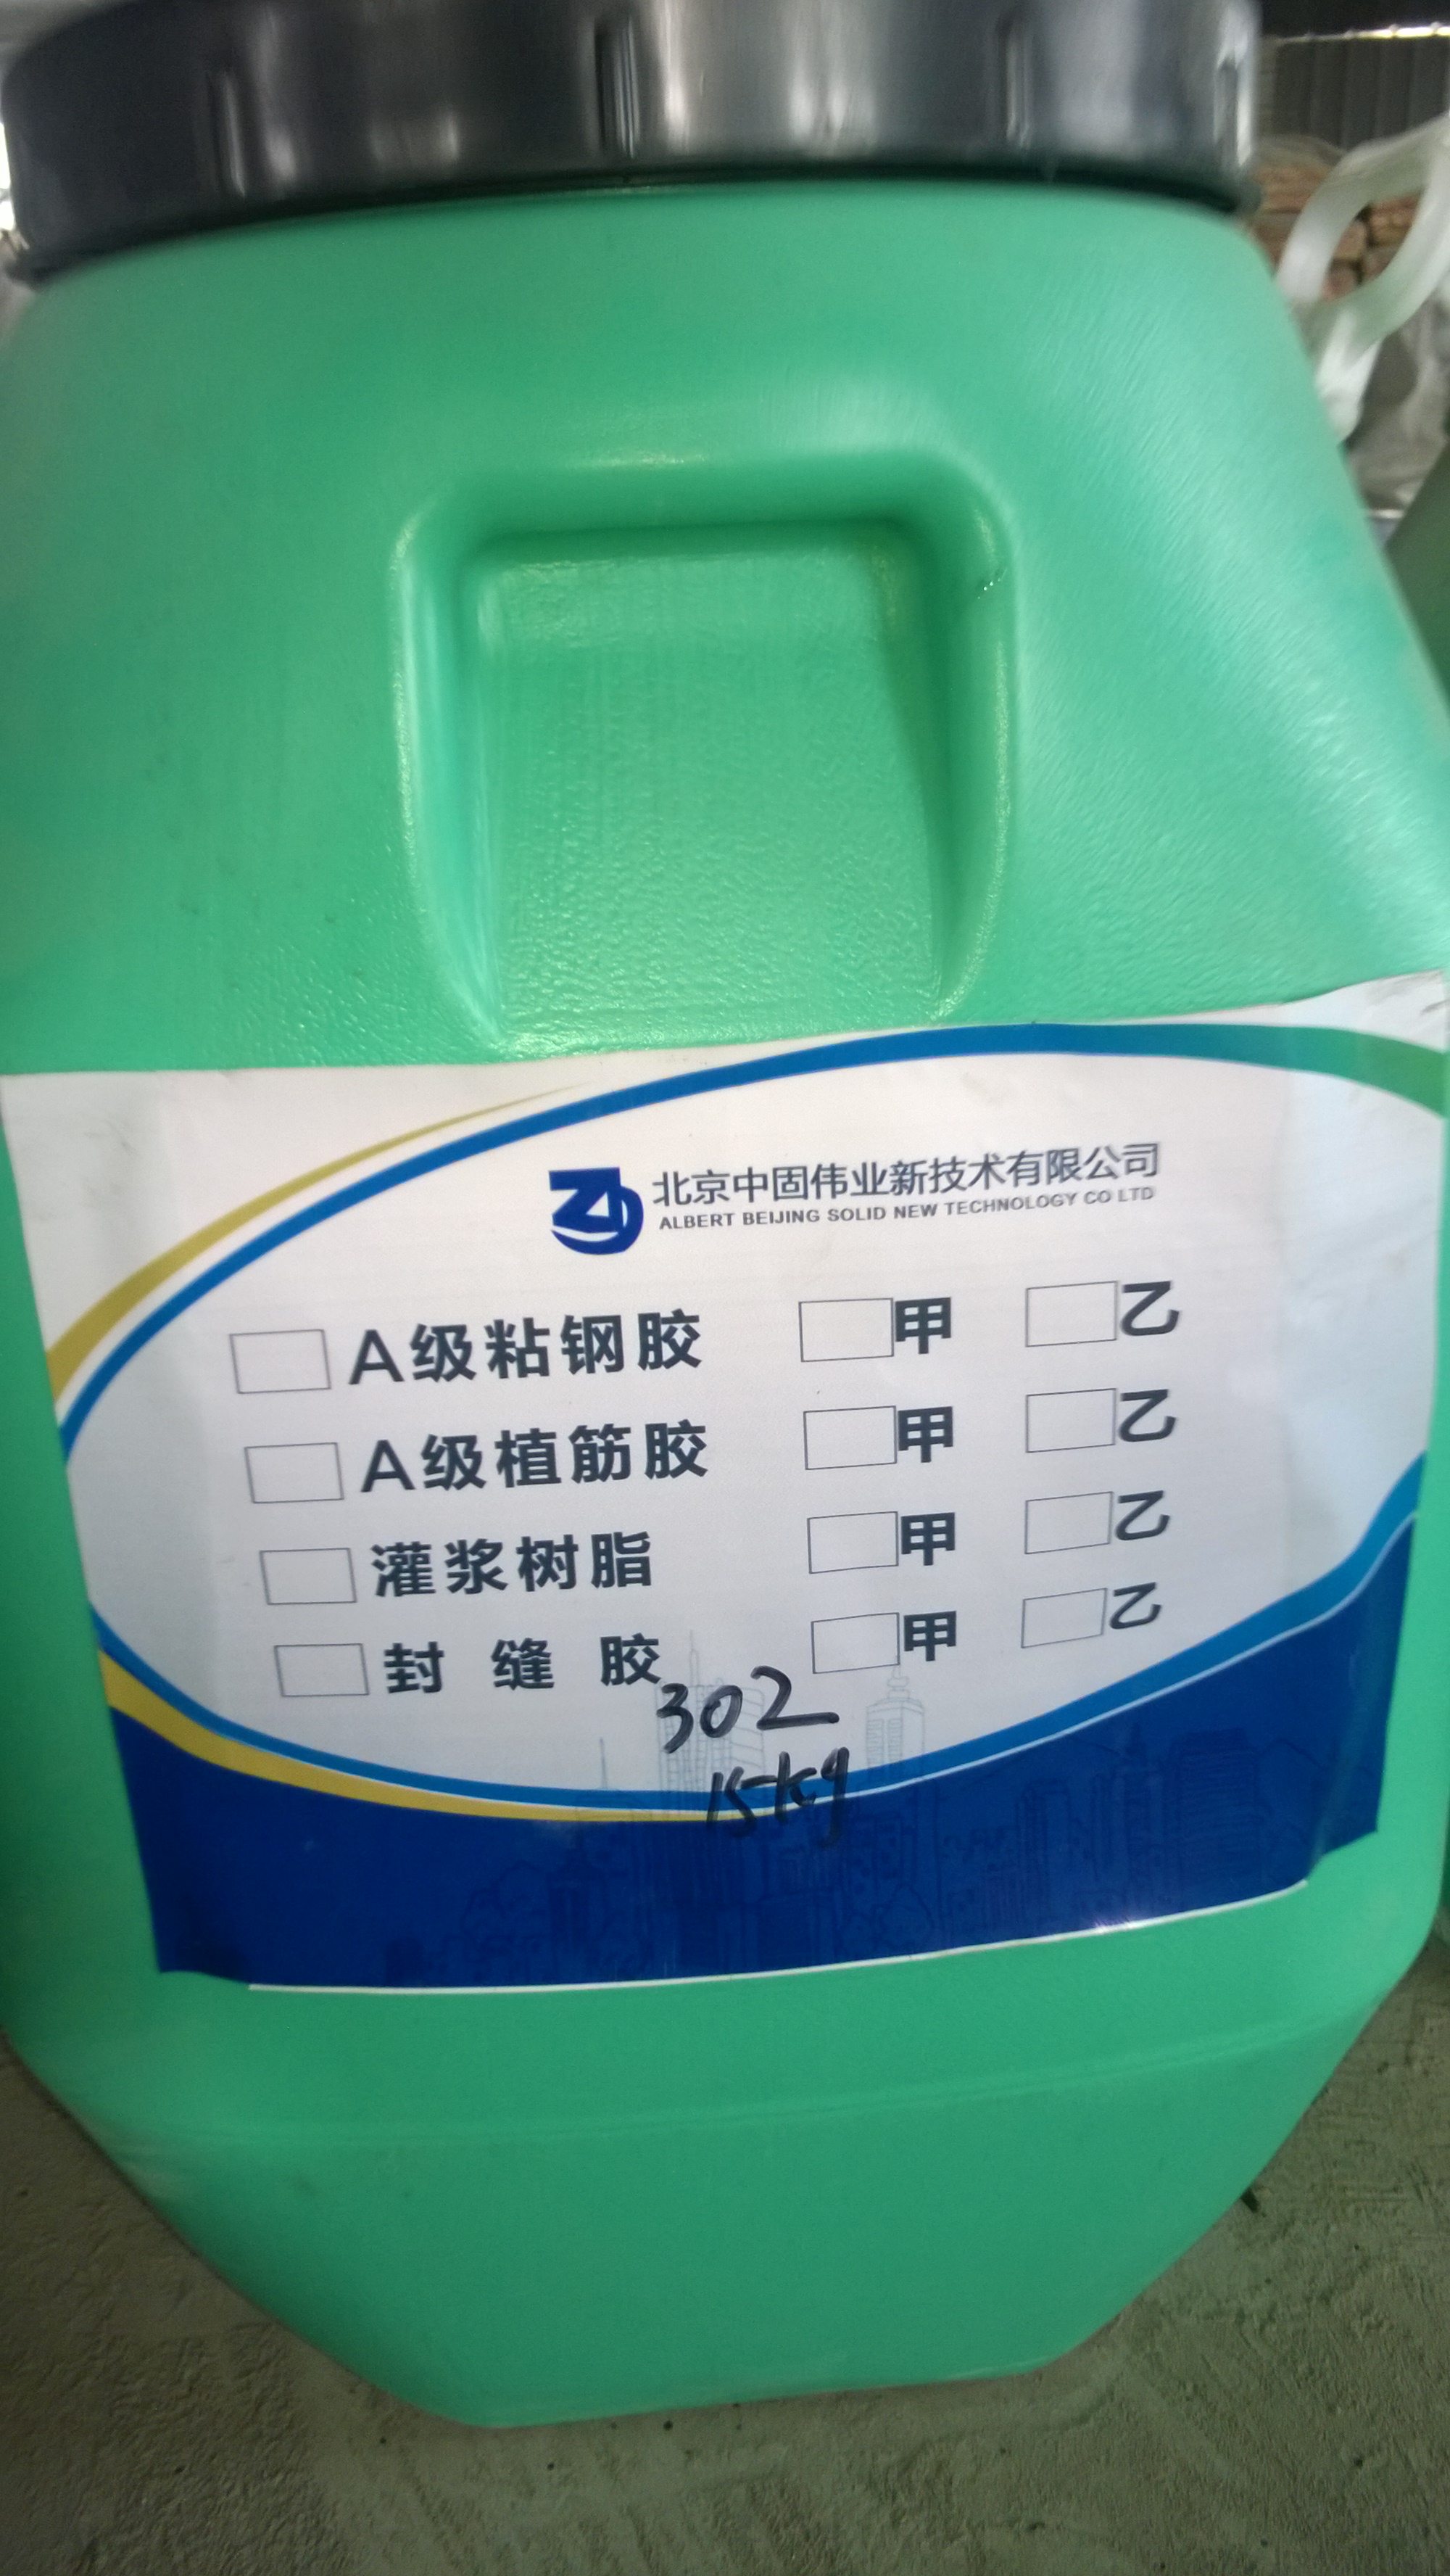 北京中固伟业新技术有限公司
ALBERT BEIJING SOLID NEW TECHNOLOGY CO LTD
A级粘钢胶 甲 乙
A级植筋胶 甲 乙
灌浆树脂 甲 乙
封缝胶 甲 乙
302
15kg